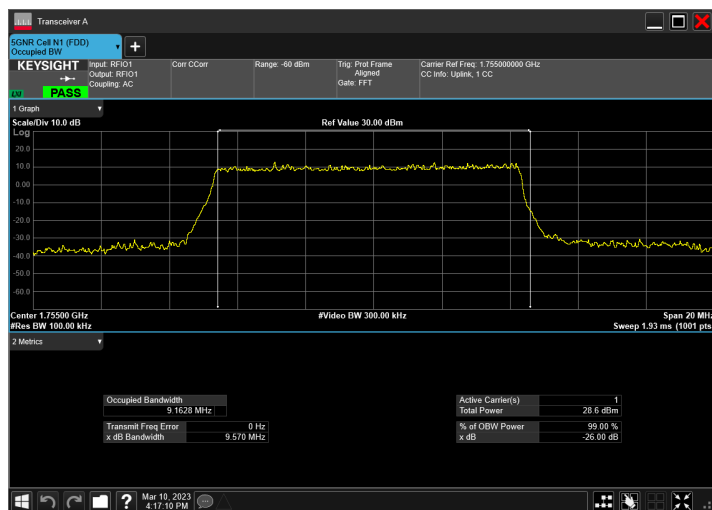 Transceiver A
5GNR Cell N1 (FDD)
Occupied BW
KEYSIGHT
LXI
PASS
Input: RFIO1
Output: RFIO1
Coupling: AC
Corr CCorr
Range: -60 dBm
Trig: Prot Frame
Aligned
Gate: FFT
Carrier Ref Freq: 1.755000000 GHz
CC Info: Uplink, 1 CC
1 Graph
Scale/Div 10.0 dB
Ref Value 30.00 dBm
Log
20.0
10.0
0.00
-10.0
-20.0
-30.0
-40.0
-50.0
-60.0
Center 1.75500 GHz
#Video BW 300.00 kHz
Span 20 MHz
#Res BW 100.00 kHz
Sweep 1.93 ms (1001 pts
2 Metrics
Occupied Bandwidth
9.1628 MHz
Transmit Freq Error 0 Hz
x dB Bandwidth 9.570 MHz
Active Carrier(s) 1
Total Power 28.6 dBm
% of OBW Power 99.00 %
x dB -26.00 dB
Mar 10, 2023
4:17:10 PM